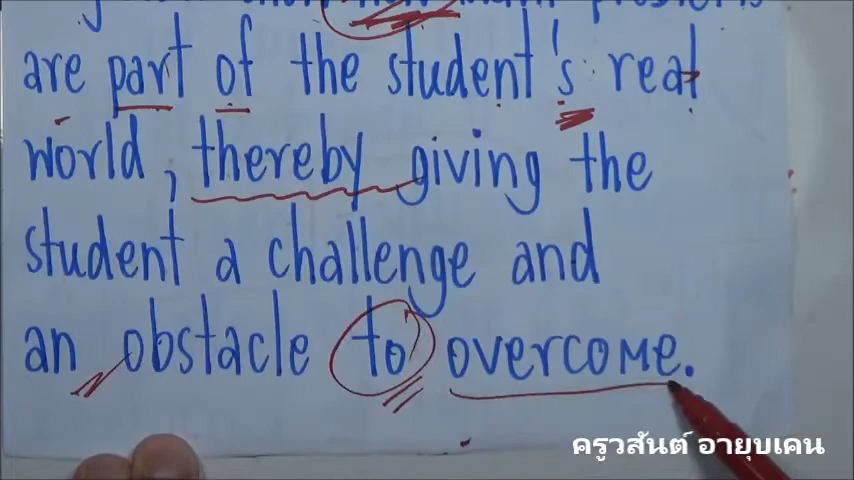 are part of the student's real
world, thereby giving the
student a challenge and
an obstacle to overcome.
ครูวสันต์ อายุบเคน